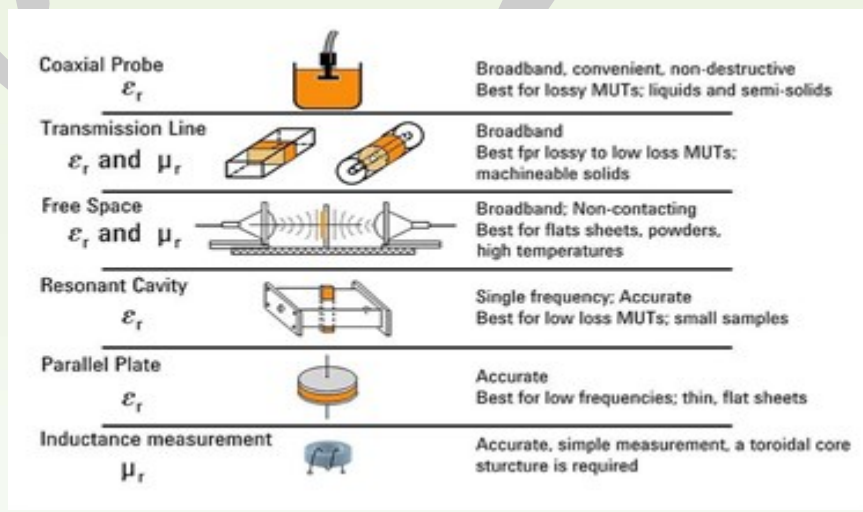 Coaxial Probe
εr
Broadband, convenient, non-destructive
Best for lossy MUTs; liquids and semi-solids
Transmission Line
εr and μr
Broadband
Best fpr lossy to low loss MUTs;
machineable solids
Free Space
εr and μr
Broadband; Non-contacting
Best for flats sheets, powders,
high temperatures
Resonant Cavity
εr
Single frequency; Accurate
Best for low loss MUTs; small samples
Parallel Plate
εr
Accurate
Best for low frequencies; thin, flat sheets
Inductance measurement
μr
Accurate, simple measurement, a toroidal core
sturcture is required